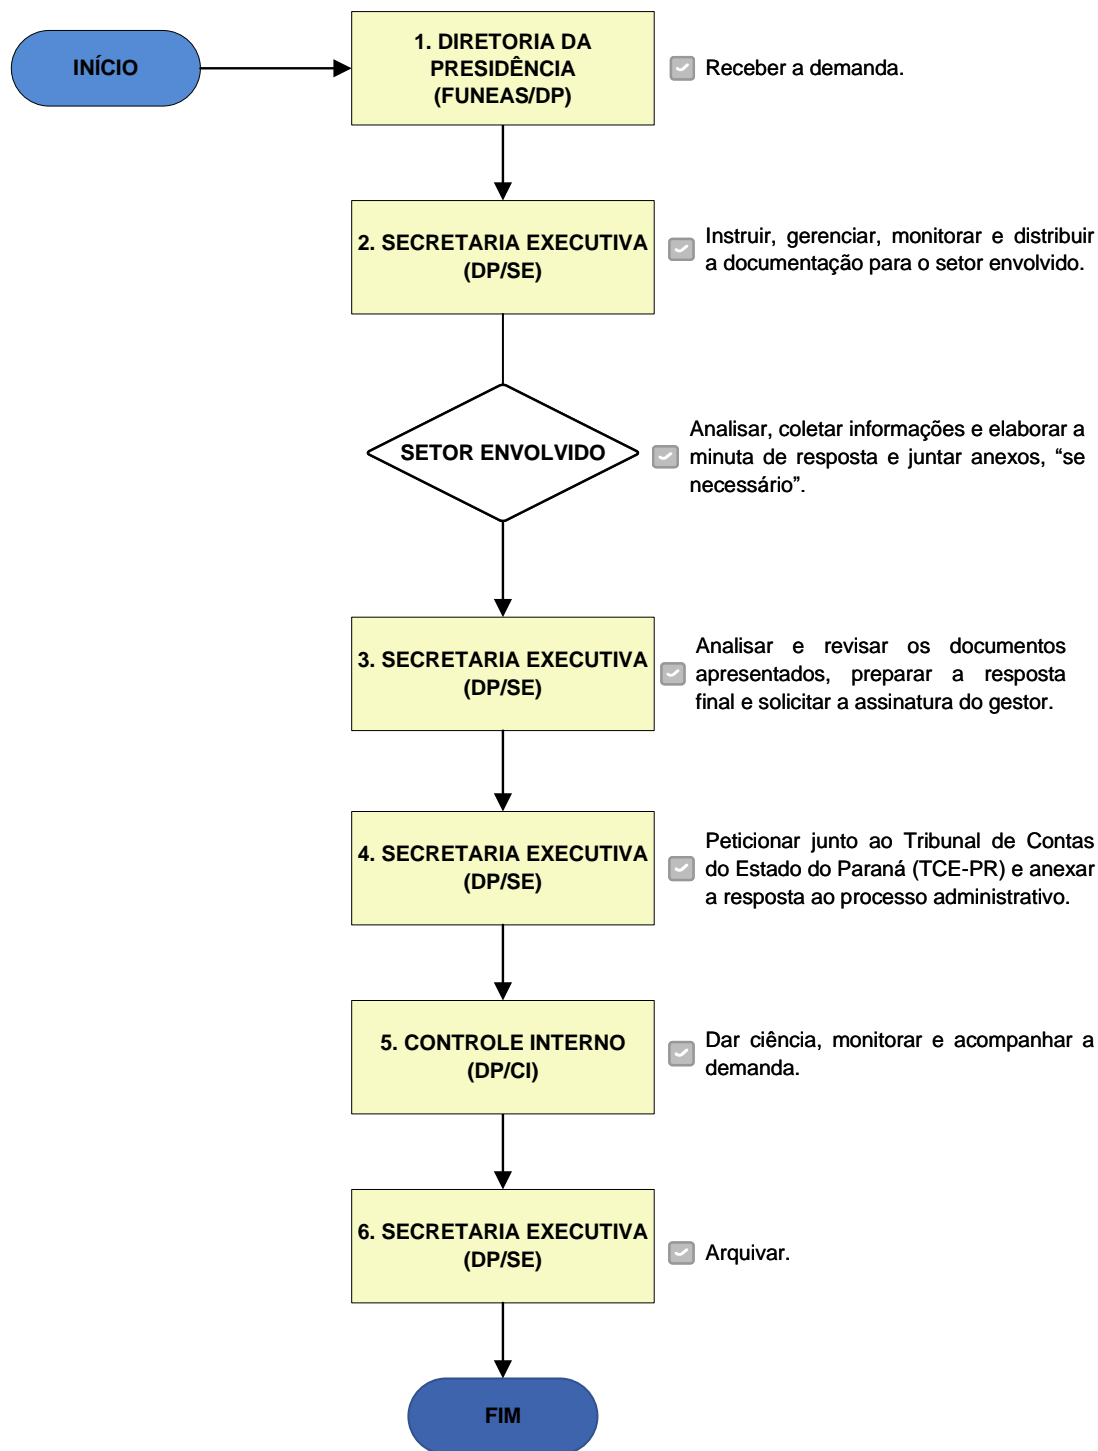 INÍCIO
1. DIRETORIA DA
PRESIDÊNCIA
(FUNEAS/DP)
Receber a demanda.
2. SECRETARIA EXECUTIVA
(DP/SE)
Instruir, gerenciar, monitorar e distribuir
a documentação para o setor envolvido.
SETOR ENVOLVIDO
Analisar, coletar informações e elaborar a
minuta de resposta e juntar anexos, “se
necessário”.
3. SECRETARIA EXECUTIVA
(DP/SE)
Analisar e revisar os documentos
apresentados, preparar a resposta
final e solicitar a assinatura do gestor.
4. SECRETARIA EXECUTIVA
(DP/SE)
Peticionar junto ao Tribunal de Contas
do Estado do Paraná (TCE-PR) e anexar
a resposta ao processo administrativo.
5. CONTROLE INTERNO
(DP/CI)
Dar ciência, monitorar e acompanhar a
demanda.
6. SECRETARIA EXECUTIVA
(DP/SE)
Arquivar.
FIM